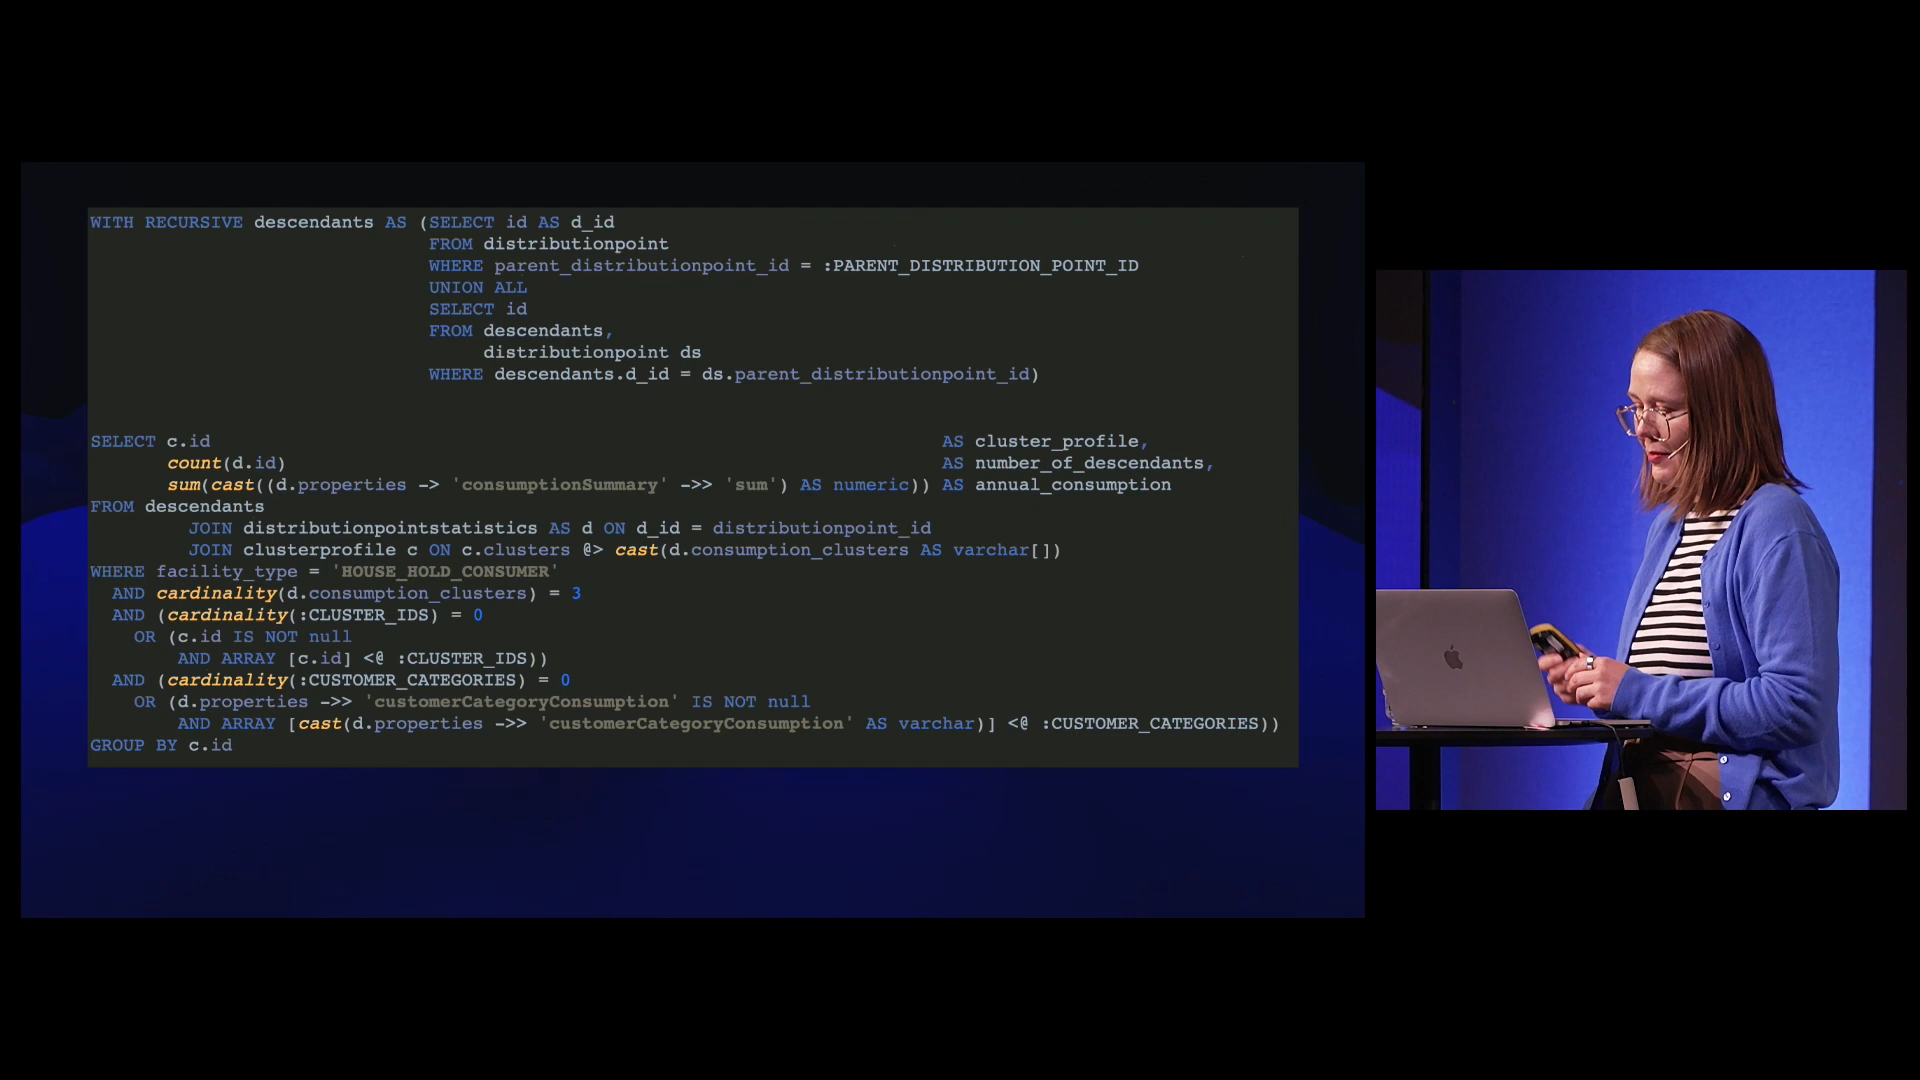 WITH RECURSIVE descendants AS (SELECT id AS d_id
FROM distributionpoint
WHERE parent_distributionpoint_id = :PARENT_DISTRIBUTION_POINT_ID
UNION ALL
SELECT id
FROM descendants,
distributionpoint ds
WHERE descendants.d_id = ds.parent_distributionpoint_id)
SELECT c.id AS cluster_profile,
count(d.id) AS number_of_descendants,
sum(cast((d.properties -> 'consumptionSummary' ->> 'sum') AS numeric)) AS annual_consumption
FROM descendants
JOIN distributionpointstatistics AS d ON d_id = distributionpoint_id
JOIN clusterprofile c ON c.clusters @> cast(d.consumption_clusters AS varchar[])
WHERE facility_type = 'HOUSE_HOLD_CONSUMER'
AND cardinality(d.consumption_clusters) = 3
AND (cardinality(:CLUSTER_IDS) = 0
OR (c.id IS NOT null
AND ARRAY [c.id] <@ :CLUSTER_IDS))
AND (cardinality(:CUSTOMER_CATEGORIES) = 0
OR (d.properties ->> 'customerCategoryConsumption' IS NOT null
AND ARRAY [cast(d.properties ->> 'customerCategoryConsumption' AS varchar)] <@ :CUSTOMER_CATEGORIES))
GROUP BY c.id